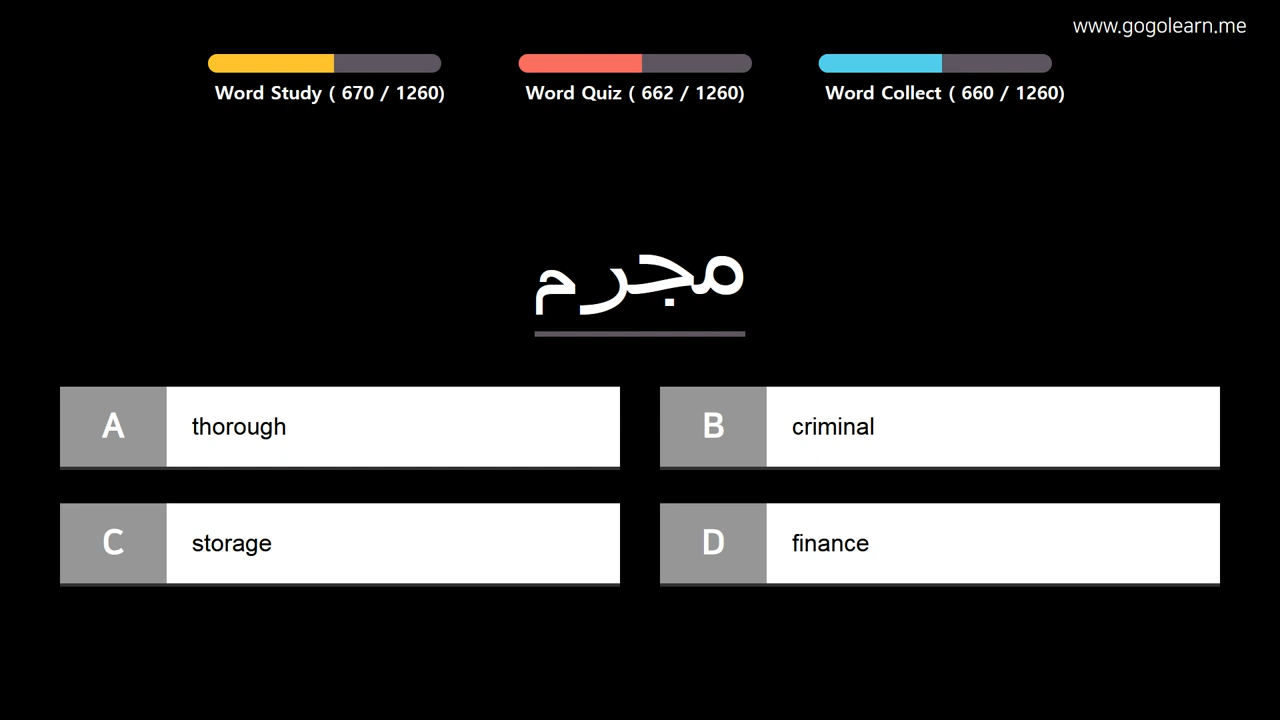 www.gogolearn.me
Word Study ( 670 / 1260)
Word Quiz ( 662 / 1260)
Word Collect ( 660 / 1260)
مجرم
A thorough
B criminal
C storage
D finance